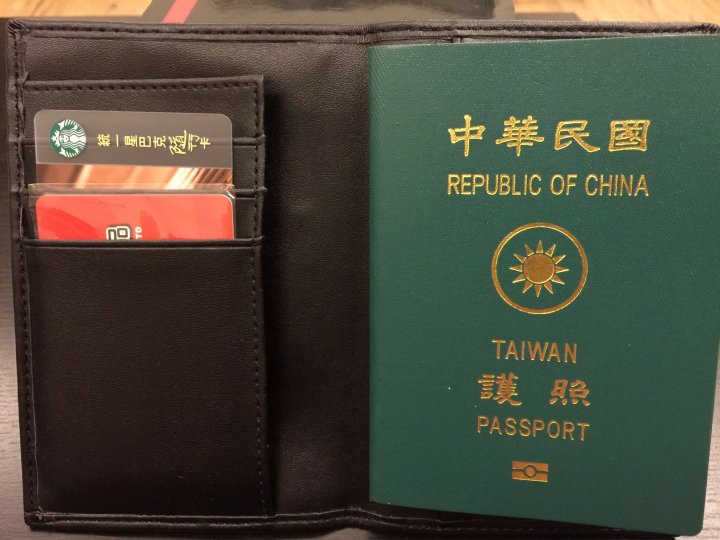 統一星巴克隨行卡
中華民國
REPUBLIC OF CHINA
TAIWAN
護照
PASSPORT